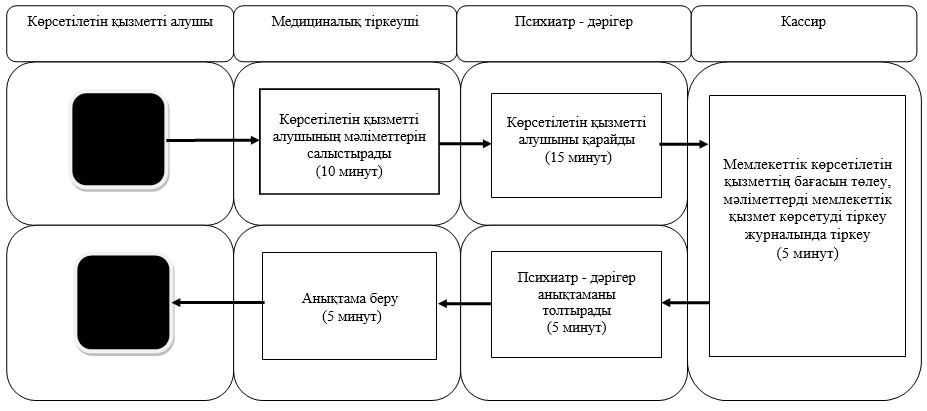 Көрсетілетін қызметті алушы
Медициналық тіркеуші
Психиатр - дәрігер
Кассир
Көрсетілетін қызметті
алушының мәліметтерін
салыстырады
(10 минут)
Көрсетілетін қызметті
алушыны қарайды
(15 минут)
Мемлекеттік көрсетілетін
қызметтің бағасын төлеу,
мәліметтерді мемлекеттік
қызмет көрсетуді тіркеу
журналында тіркеу
(5 минут)
Психиатр - дәрігер
анықтаманы
толтырады
(5 минут)
Анықтама беру
(5 минут)